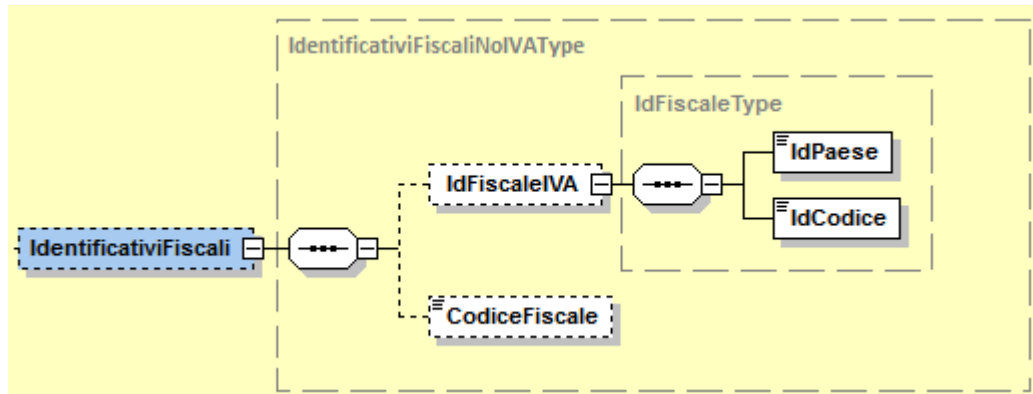 IdentificativiFiscaliNoIVAType
IdFiscaleType
IdPaese
IdFiscaleIVA
IdCodice
IdentificativiFiscali
CodiceFiscale